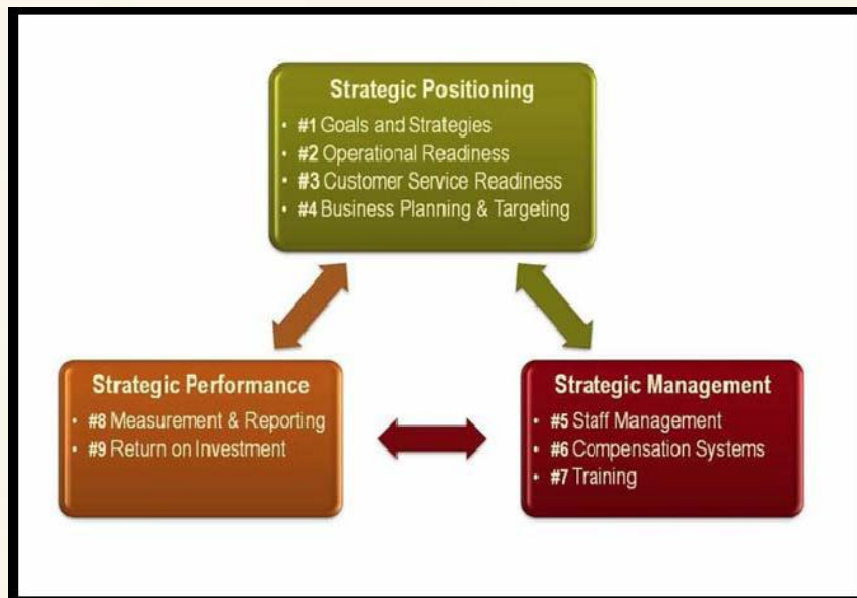 Strategic Positioning
• #1 Goals and Strategies
• #2 Operational Readiness
• #3 Customer Service Readiness
• #4 Business Planning & Targeting
Strategic Performance
• #8 Measurement & Reporting
• #9 Return on Investment
Strategic Management
• #5 Staff Management
• #6 Compensation Systems
• #7 Training